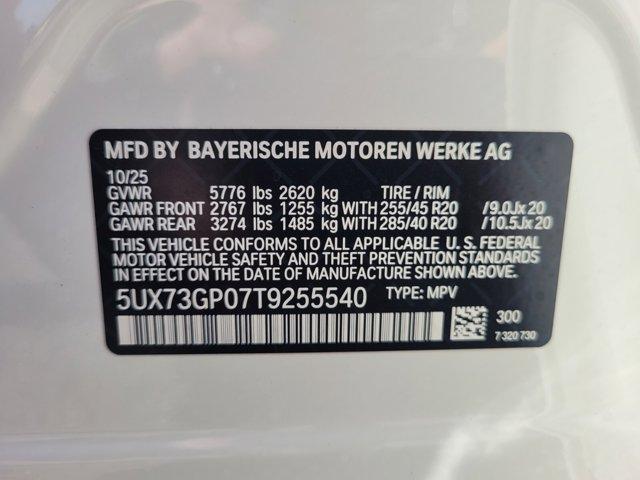 MFD BY BAYERISCHE MOTOREN WERKE AG
10/25
GVWR 5776 lbs 2620 kg TIRE / RIM
GAWR FRONT 2767 lbs 1255 kg WITH 255/45 R20 /9.0Jx20
GAWR REAR 3274 lbs 1485 kg WITH 285/40 R20 /10.5Jx20
THIS VEHICLE CONFORMS TO ALL APPLICABLE U. S. FEDERAL
MOTOR VEHICLE SAFETY AND THEFT PREVENTION STANDARDS IN
EFFECT ON THE DATE OF MANUFACTURE SHOWN ABOVE.
5UX73GP07T9255540 TYPE: MPV
300
7 320 730